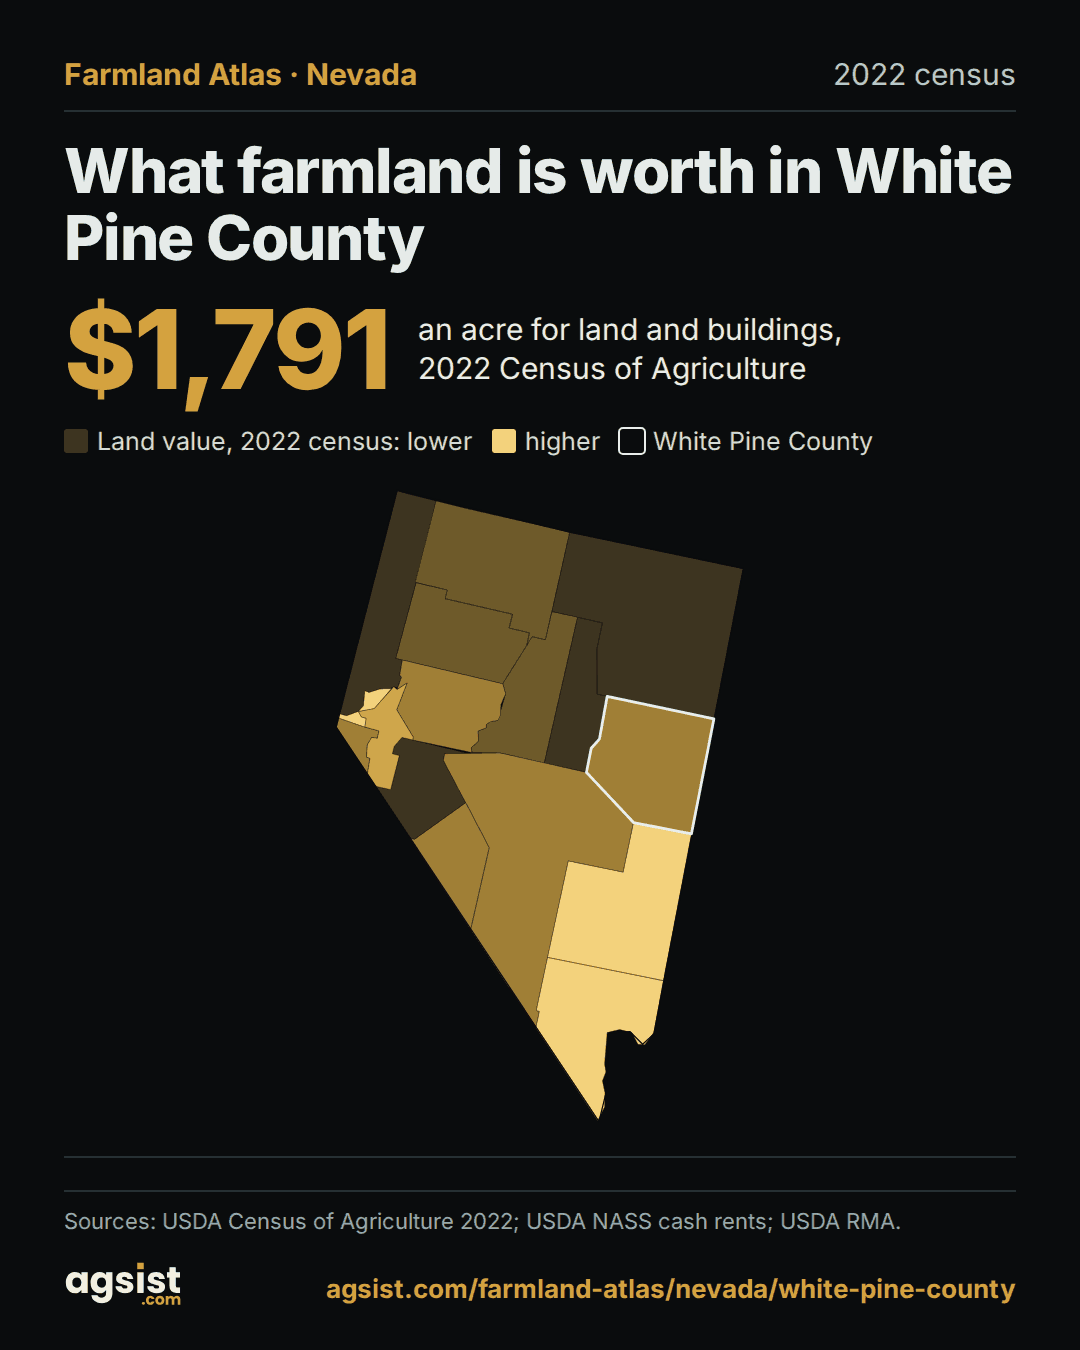 Farmland Atlas · Nevada
2022 census
What farmland is worth in White
Pine County
$1,791
an acre for land and buildings,
2022 Census of Agriculture
Land value, 2022 census: lower
higher
White Pine County
Sources: USDA Census of Agriculture 2022; USDA NASS cash rents; USDA RMA.
agsist
.com
agsist.com/farmland-atlas/nevada/white-pine-county